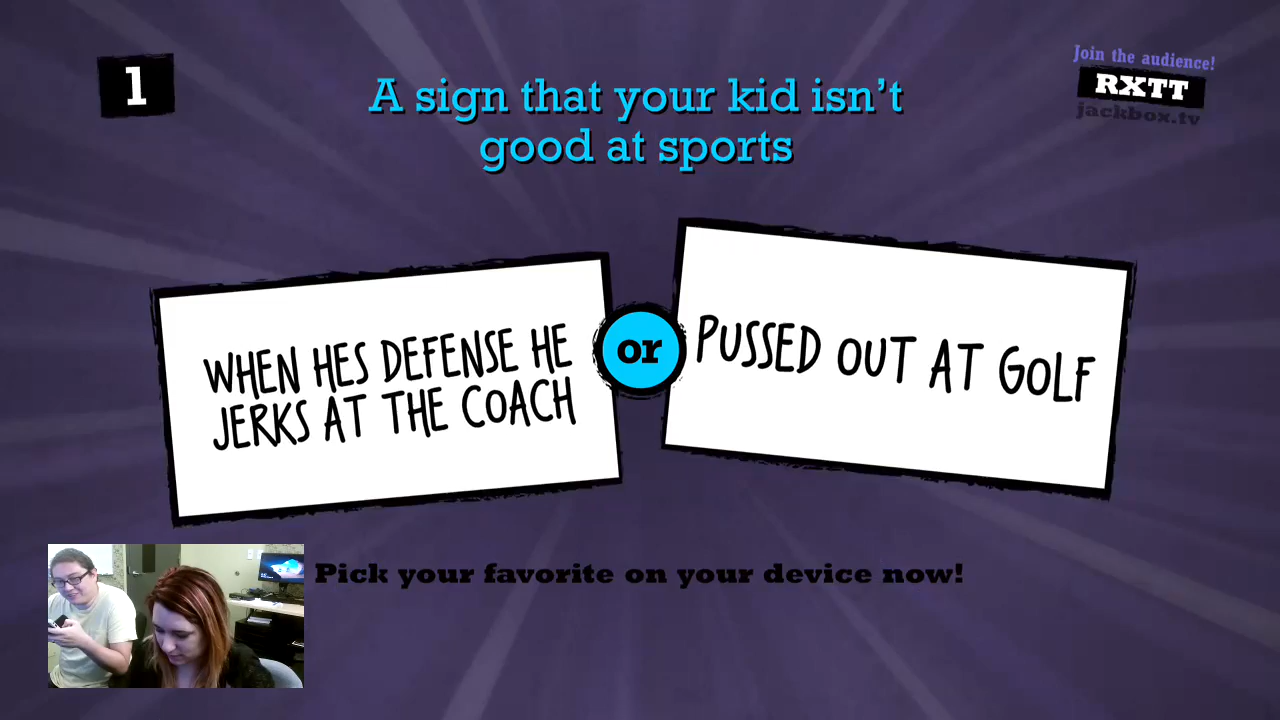 1
A sign that your kid isn't
good at sports
Join the audience!
RXTT
jackbox.tv
WHEN HES DEFENSE HE
JERKS AT THE COACH
or
PUSSED OUT AT GOLF
Pick your favorite on your device now!